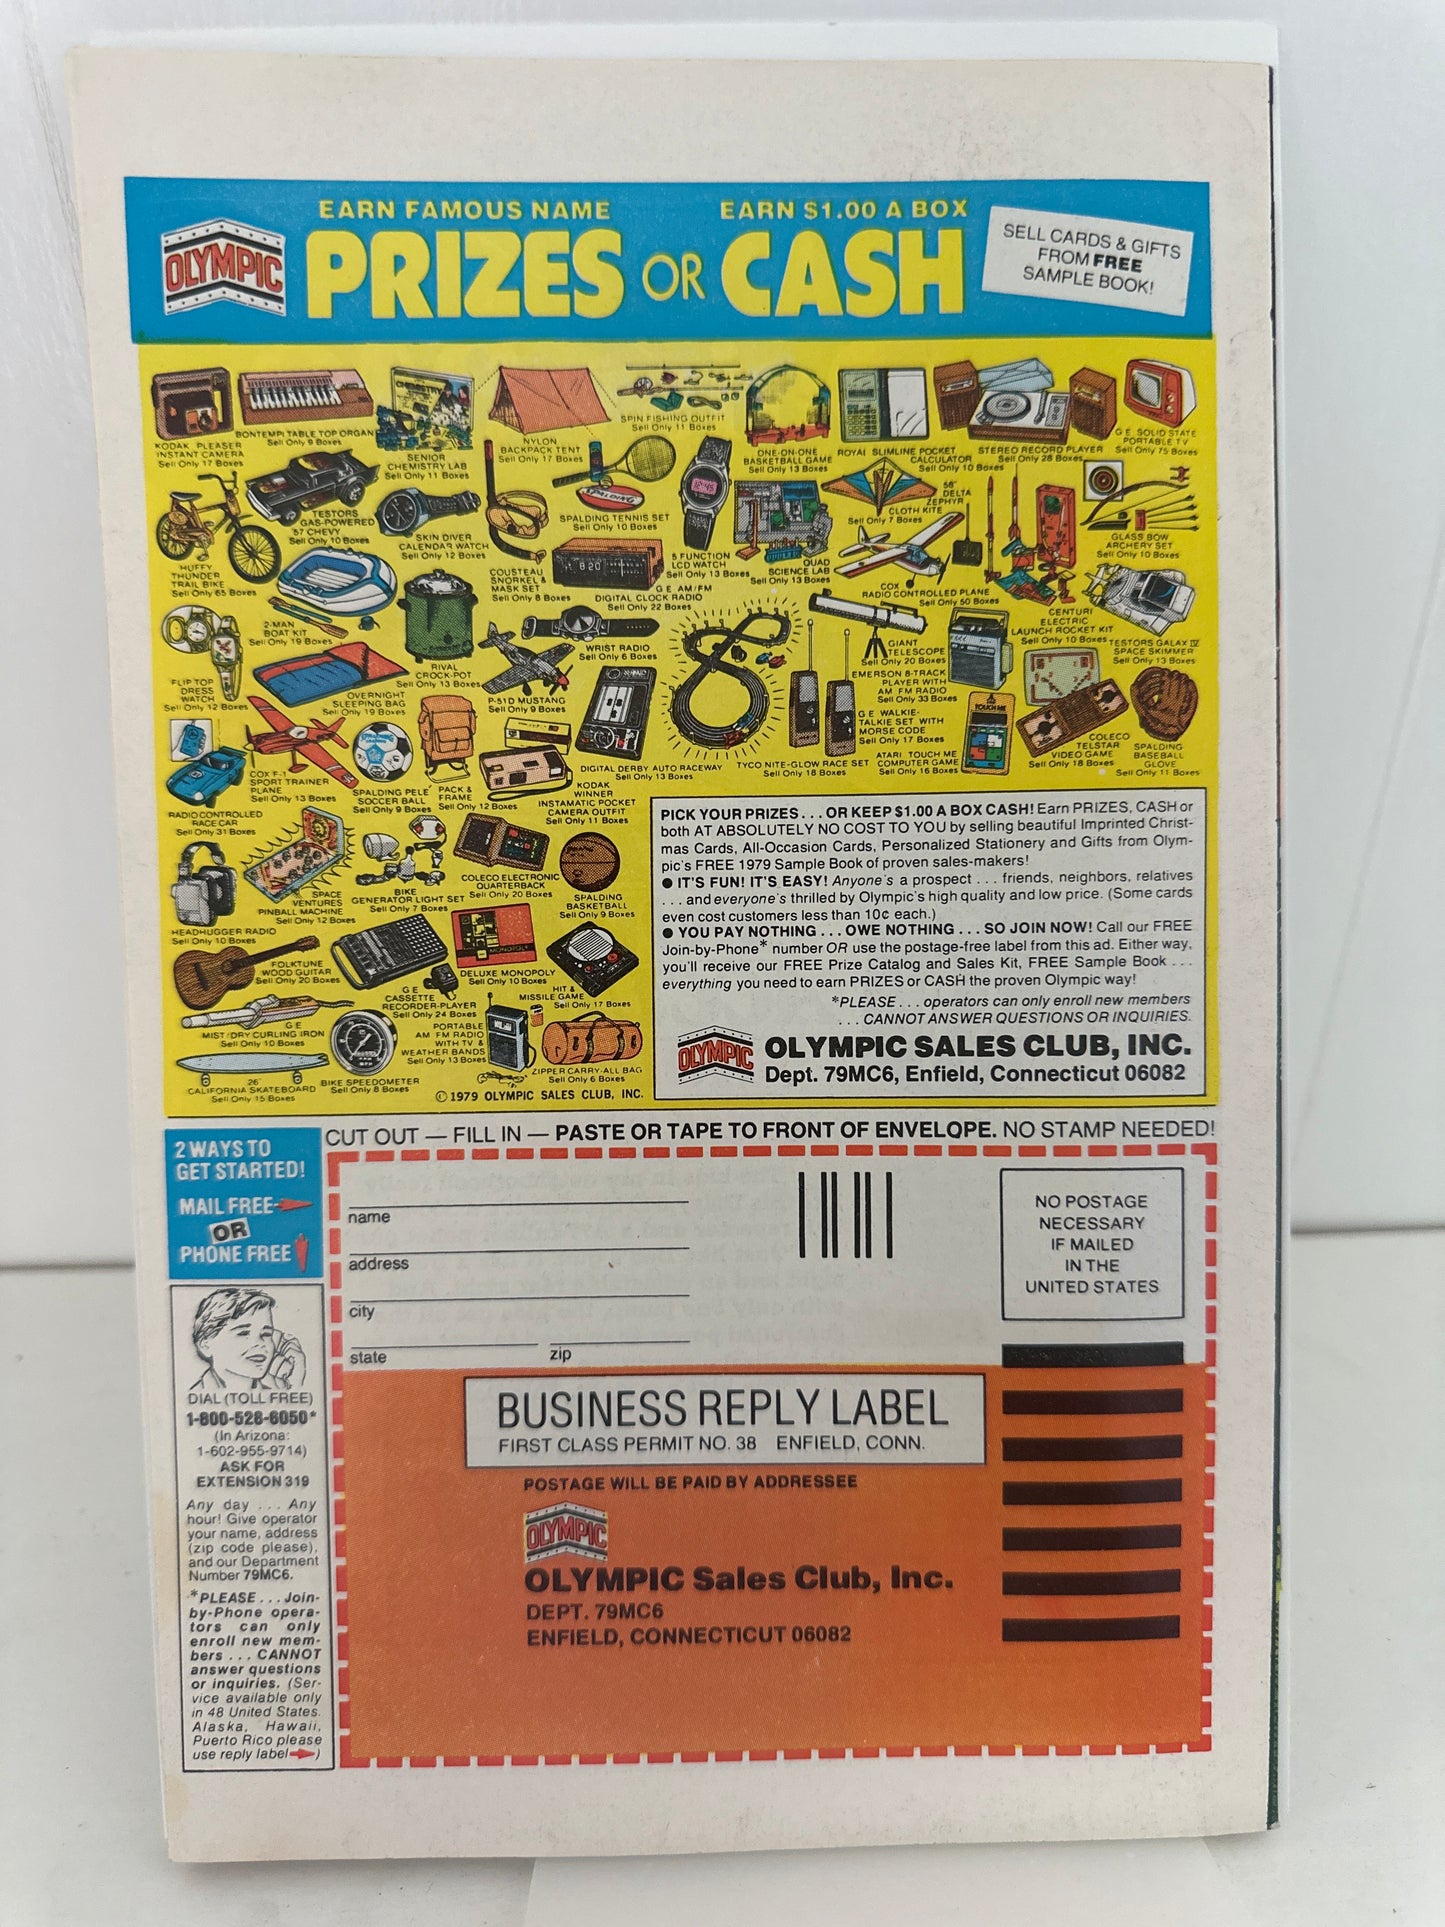 EARN FAMOUS NAME
PRIZES OR CASH
EARN $1.00 A BOX
OLYMPIC
SELL CARDS & GIFTS
FROM FREE
SAMPLE BOOK!
KODAK PLEASER
INSTANT CAMERA
Sell Only 17 Boxes
BONTEMPI TABLE TOP ORGAN
Sell Only 9 Boxes
CHEMISTRY
SENIOR
CHEMISTRY LAB
Sell Only 11 Boxes
NYLON
BACKPACK TENT
Sell Only 17 Boxes
SPIN FISHING OUTFIT
Sell Only 11 Boxes
ONE-ON-ONE
BASKETBALL GAME
Sell Only 13 Boxes
ROYAL SLIMLINE POCKET
CALCULATOR
Sell Only 10 Boxes
STEREO RECORD PLAYER
Sell Only 28 Boxes
G E SOLID STATE
PORTABLE TV
Sell Only 75 Boxes
HUFFY
THUNDER
TRAIL BIKE
Sell Only 65 Boxes
TESTORS
GAS-POWERED
'57 CHEVY
Sell Only 10 Boxes
SKIN DIVER
CALENDAR WATCH
Sell Only 12 Boxes
COUSTEAU
SNORKEL &
MASK SET
Sell Only 8 Boxes
SPALDING
SPALDING TENNIS SET
Sell Only 10 Boxes
8:20
G E AM/FM
DIGITAL CLOCK RADIO
Sell Only 22 Boxes
5 FUNCTION
LCD WATCH
Sell Only 13 Boxes
QUAD
SCIENCE LAB
Sell Only 13 Boxes
58"
DELTA
ZEPHYR
CLOTH KITE
Sell Only 7 Boxes
COX
RADIO CONTROLLED PLANE
Sell Only 50 Boxes
CENTURI
ELECTRIC
LAUNCH ROCKET KIT
Sell Only 10 Boxes
GLASS BOW
ARCHERY SET
Sell Only 10 Boxes
TESTORS GALAX IV
SPACE SKIMMER
Sell Only 13 Boxes
FLIP TOP
DRESS
WATCH
Sell Only 12 Boxes
2-MAN
BOAT KIT
Sell Only 19 Boxes
OVERNIGHT
SLEEPING BAG
Sell Only 19 Boxes
RIVAL
CROCK-POT
Sell Only 13 Boxes
P-51D MUSTANG
Sell Only 9 Boxes
WRIST RADIO
Sell Only 6 Boxes
DIGITAL DERBY AUTO RACEWAY
Sell Only 13 Boxes
TYCO NITE-GLOW RACE SET
Sell Only 18 Boxes
GIANT
TELESCOPE
Sell Only 20 Boxes
EMERSON 8-TRACK
PLAYER WITH
AM FM RADIO
Sell Only 33 Boxes
G E WALKIE-
TALKIE SET WITH
MORSE CODE
Sell Only 17 Boxes
TOUCH ME
ATARI TOUCH ME
COMPUTER GAME
Sell Only 16 Boxes
COLECO
TELSTAR
VIDEO GAME
Sell Only 18 Boxes
SPALDING
BASEBALL
GLOVE
Sell Only 11 Boxes
RADIO CONTROLLED
RACE CAR
Sell Only 31 Boxes
COX F-1
SPORT TRAINER
PLANE
Sell Only 13 Boxes
SPALDING PELE'
SOCCER BALL
Sell Only 9 Boxes
PACK &
FRAME
Sell Only 12 Boxes
KODAK
WINNER
INSTAMATIC POCKET
CAMERA OUTFIT
Sell Only 11 Boxes
HEADHUGGER RADIO
Sell Only 10 Boxes
SPACE
VENTURES
PINBALL MACHINE
Sell Only 12 Boxes
BIKE
GENERATOR LIGHT SET
Sell Only 7 Boxes
COLECO ELECTRONIC
QUARTERBACK
Sell Only 20 Boxes
SPALDING
BASKETBALL
Sell Only 9 Boxes
FOLKTUNE
WOOD GUITAR
Sell Only 20 Boxes
G E
CASSETTE
RECORDER-PLAYER
Sell Only 24 Boxes
MONOPOLY
DELUXE MONOPOLY
Sell Only 10 Boxes
HIT &
MISSILE GAME
Sell Only 17 Boxes
G E
MIST/DRY CURLING IRON
Sell Only 10 Boxes
26"
CALIFORNIA SKATEBOARD
Sell Only 15 Boxes
BIKE SPEEDOMETER
Sell Only 8 Boxes
PORTABLE
AM FM RADIO
WITH TV &
WEATHER BANDS
Sell Only 13 Boxes
ZIPPER CARRY-ALL BAG
Sell Only 6 Boxes
© 1979 OLYMPIC SALES CLUB, INC.
PICK YOUR PRIZES . . . OR KEEP $1.00 A BOX CASH! Earn PRIZES, CASH or
both AT ABSOLUTELY NO COST TO YOU by selling beautiful Imprinted Christ-
mas Cards, All-Occasion Cards, Personalized Stationery and Gifts from Olym-
pic's FREE 1979 Sample Book of proven sales-makers!
● IT'S FUN! IT'S EASY! Anyone's a prospect . . . friends, neighbors, relatives
. . . and everyone's thrilled by Olympic's high quality and low price. (Some cards
even cost customers less than 10¢ each.)
● YOU PAY NOTHING . . . OWE NOTHING . . . SO JOIN NOW! Call our FREE
Join-by-Phone* number OR use the postage-free label from this ad. Either way,
you'll receive our FREE Prize Catalog and Sales Kit, FREE Sample Book . . .
everything you need to earn PRIZES or CASH the proven Olympic way!
*PLEASE . . . operators can only enroll new members
. . . CANNOT ANSWER QUESTIONS OR INQUIRIES.
OLYMPIC
OLYMPIC SALES CLUB, INC.
Dept. 79MC6, Enfield, Connecticut 06082
2 WAYS TO
GET STARTED!
MAIL FREE
OR
PHONE FREE
DIAL (TOLL FREE)
1-800-528-6050*
(In Arizona:
1-602-955-9714)
ASK FOR
EXTENSION 319
Any day . . . Any
hour! Give operator
your name, address
(zip code please),
and our Department
Number 79MC6.
*PLEASE . . . Join-
by-Phone opera-
tors can only
enroll new mem-
bers . . . CANNOT
answer questions
or inquiries. (Ser-
vice available only
in 48 United States.
Alaska, Hawaii,
Puerto Rico please
use reply label)
CUT OUT — FILL IN — PASTE OR TAPE TO FRONT OF ENVELOPE. NO STAMP NEEDED!
name
address
city
state zip
NO POSTAGE
NECESSARY
IF MAILED
IN THE
UNITED STATES
BUSINESS REPLY LABEL
FIRST CLASS PERMIT NO. 38 ENFIELD, CONN.
POSTAGE WILL BE PAID BY ADDRESSEE
OLYMPIC
OLYMPIC Sales Club, Inc.
DEPT. 79MC6
ENFIELD, CONNECTICUT 06082